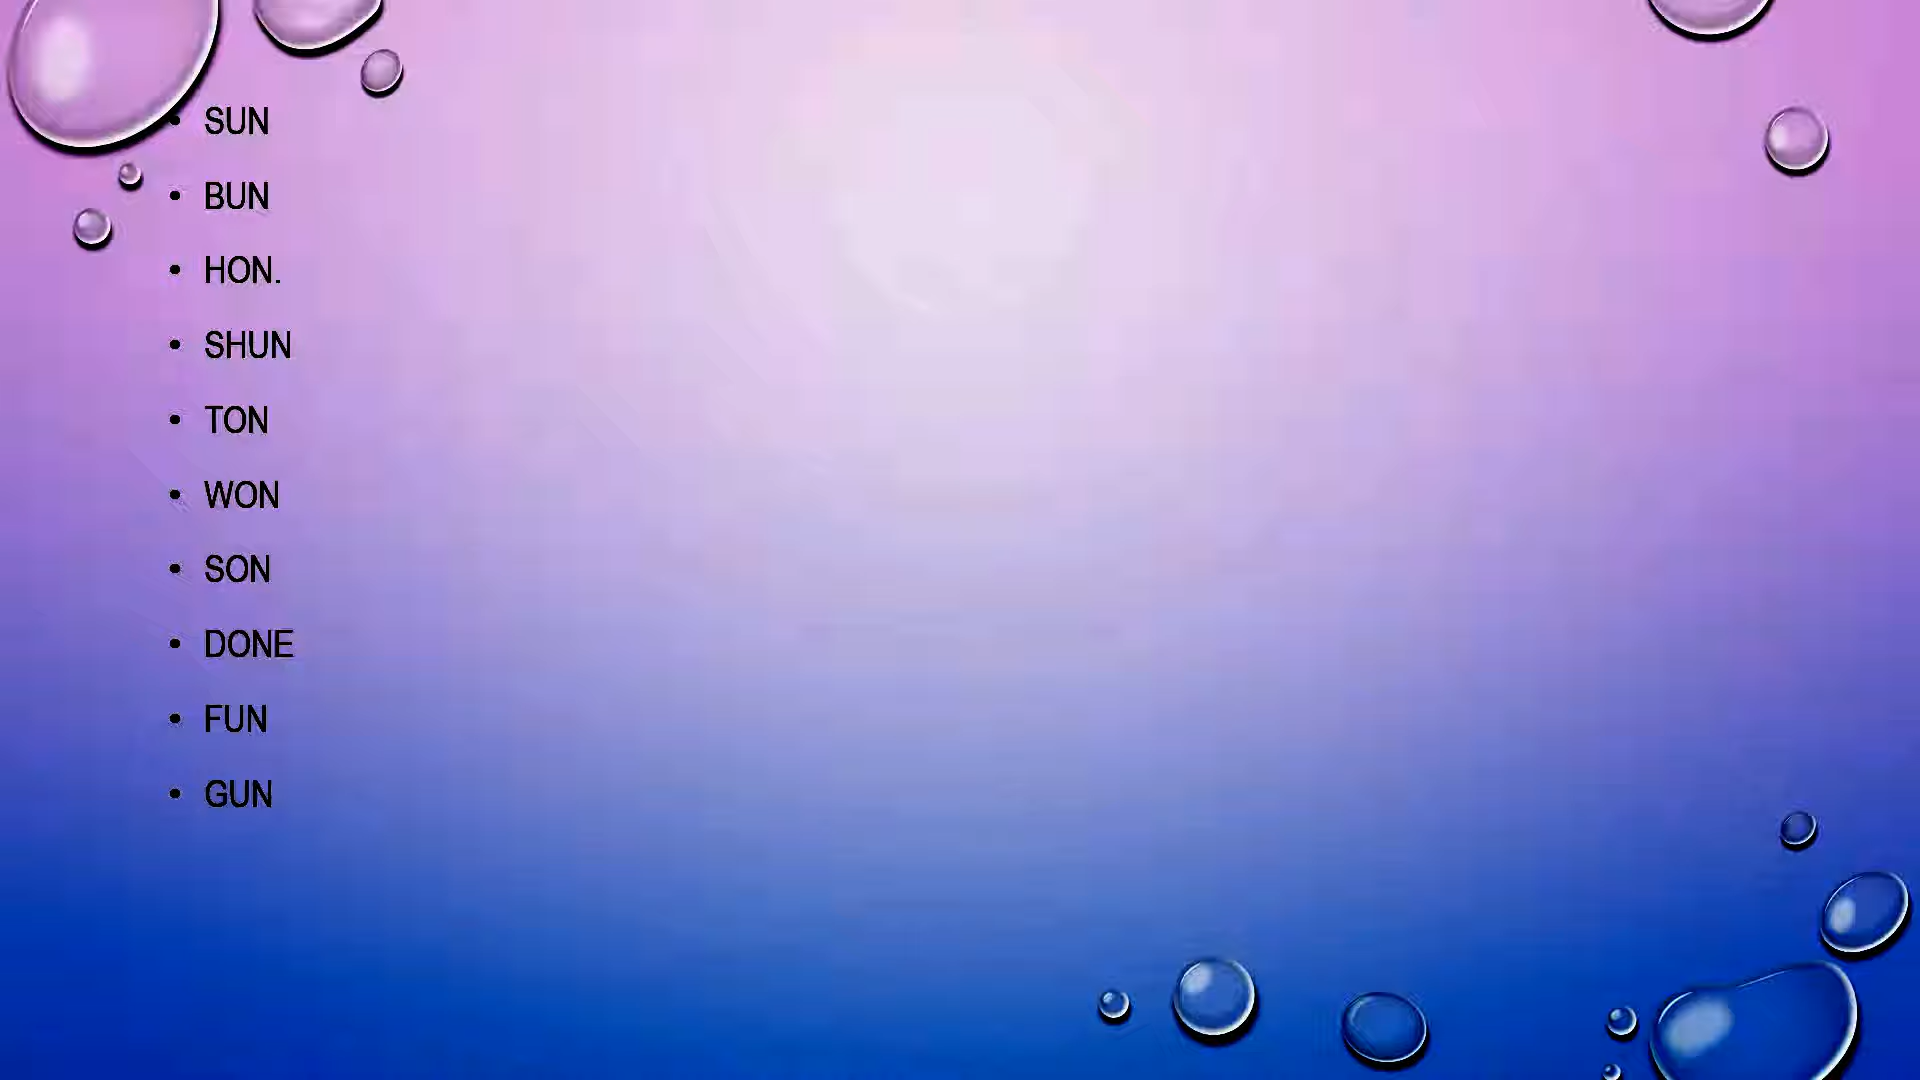 • SUN
• BUN
• HON.
• SHUN
• TON
• WON
• SON
• DONE
• FUN
• GUN